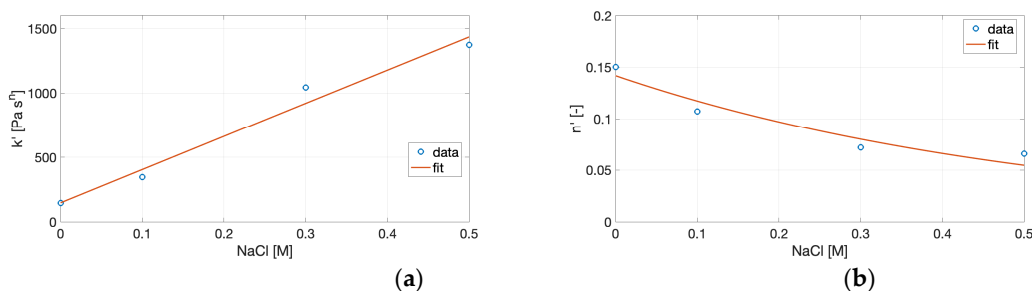 1500
1000
500
0
k' [Pa sⁿ]
0 0.1 0.2 0.3 0.4 0.5
NaCl [M]
data
fit
(a)
0.2
0.15
0.1
0.05
0
n' [-]
0 0.1 0.2 0.3 0.4 0.5
NaCl [M]
data
fit
(b)